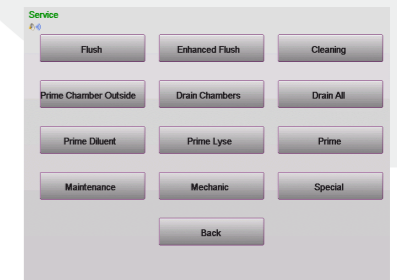 Service
Flush Enhanced Flush Cleaning
Prime Chamber Outside Drain Chambers Drain All
Prime Diluent Prime Lyse Prime
Maintenance Mechanic Special
Back